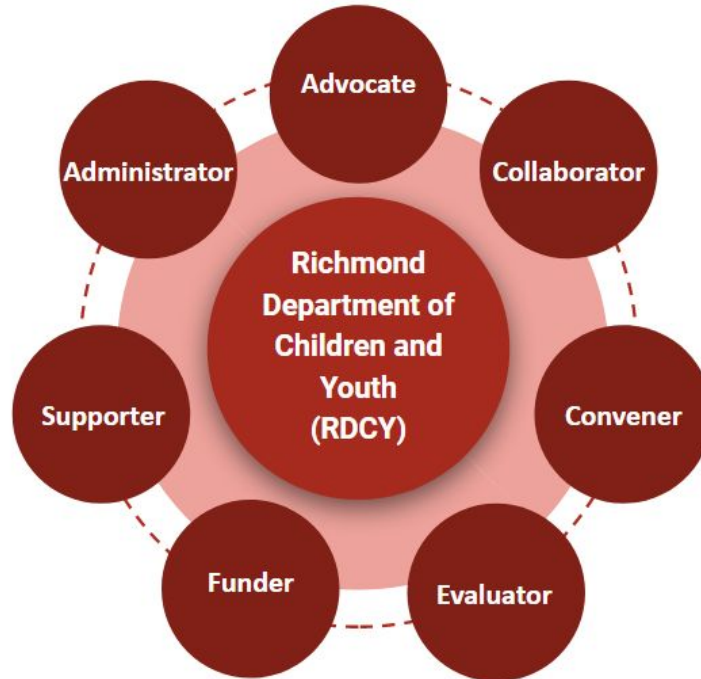 Advocate
Administrator
Collaborator
Richmond
Department of
Children and
Youth
(RDCY)
Supporter
Convener
Funder
Evaluator